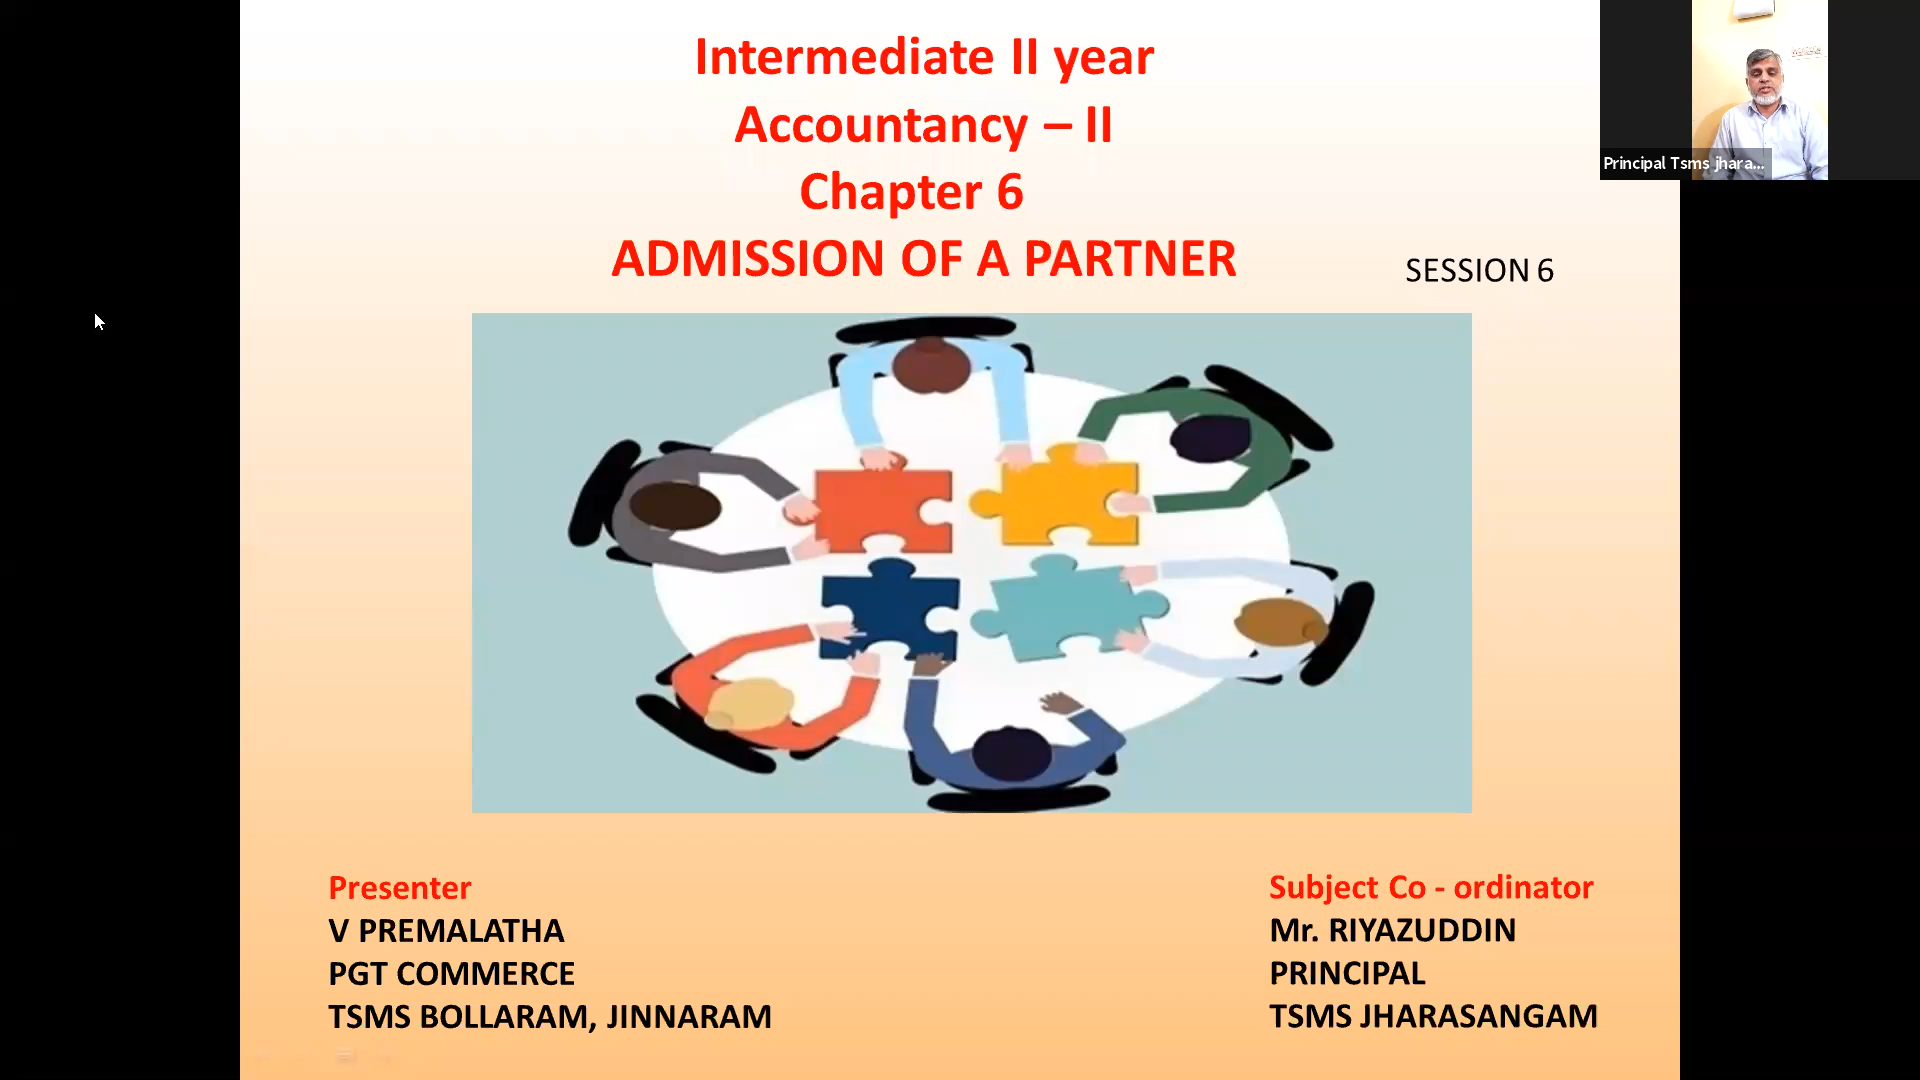 Intermediate II year
Accountancy – II
Chapter 6
ADMISSION OF A PARTNER
SESSION 6
Principal Tsms jhara...
Presenter
V PREMALATHA
PGT COMMERCE
TSMS BOLLARAM, JINNARAM
Subject Co - ordinator
Mr. RIYAZUDDIN
PRINCIPAL
TSMS JHARASANGAM